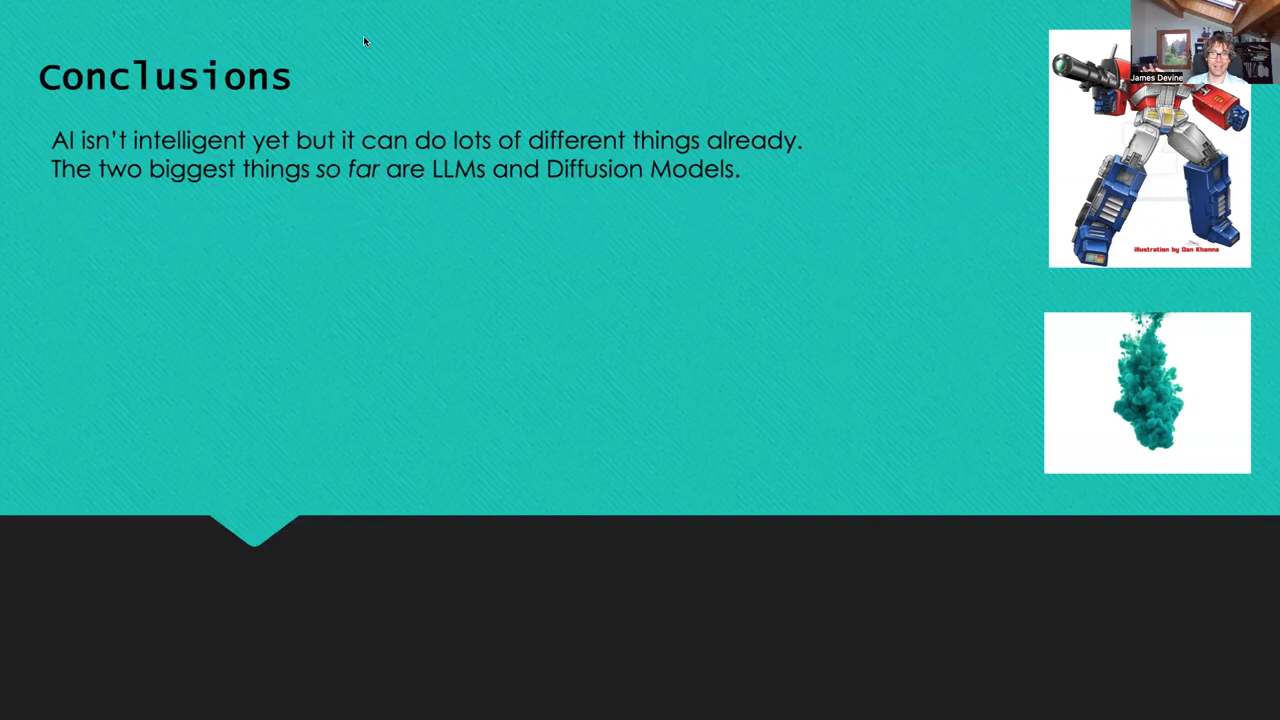 Conclusions
AI isn't intelligent yet but it can do lots of different things already.
The two biggest things so far are LLMs and Diffusion Models.
James Devine
illustration by Dan Khanna